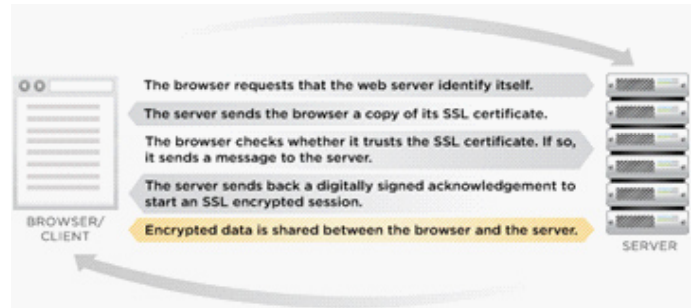 The browser requests that the web server identify itself.
The server sends the browser a copy of its SSL certificate.
The browser checks whether it trusts the SSL certificate. If so,
it sends a message to the server.
The server sends back a digitally signed acknowledgement to
start an SSL encrypted session.
Encrypted data is shared between the browser and the server.
BROWSER/
CLIENT
SERVER